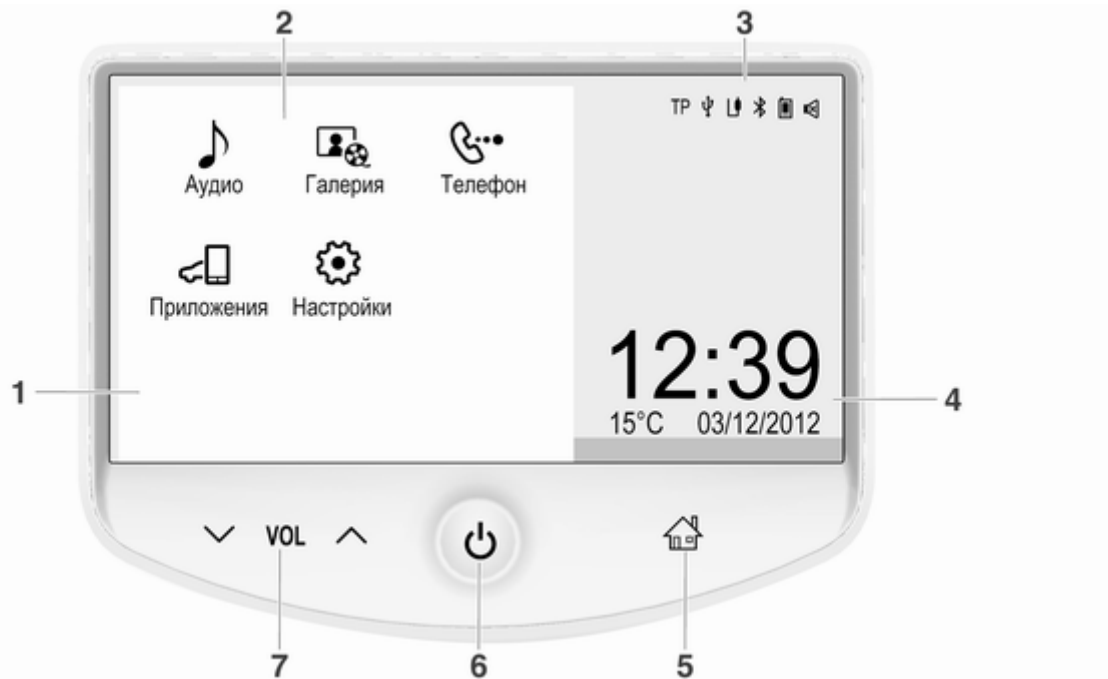 2
3
TP
Аудио
Галерия
Телефон
Приложения
Настройки
12:39
1
4
15°C 03/12/2012
VOL
7
6
5